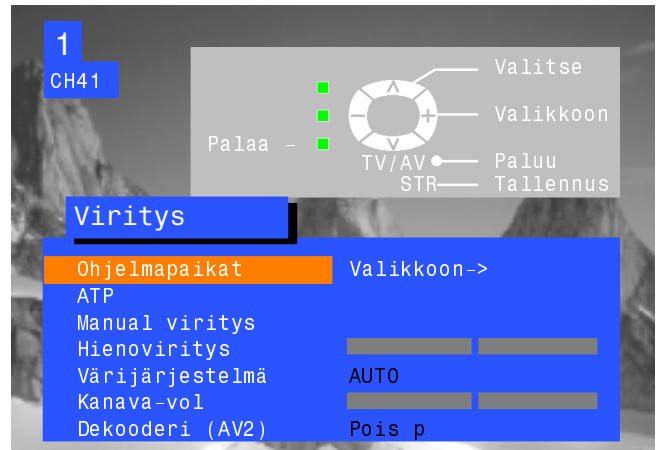 1
CH41
Valitse
Valikkoon
Palaa -
TV/AV Paluu
STR Tallennus
Viritys
Ohjelmapaikat Valikkoon->
ATP
Manual viritys
Hienoviritys
Värijärjestelmä AUTO
Kanava-vol
Dekooderi (AV2) Pois p